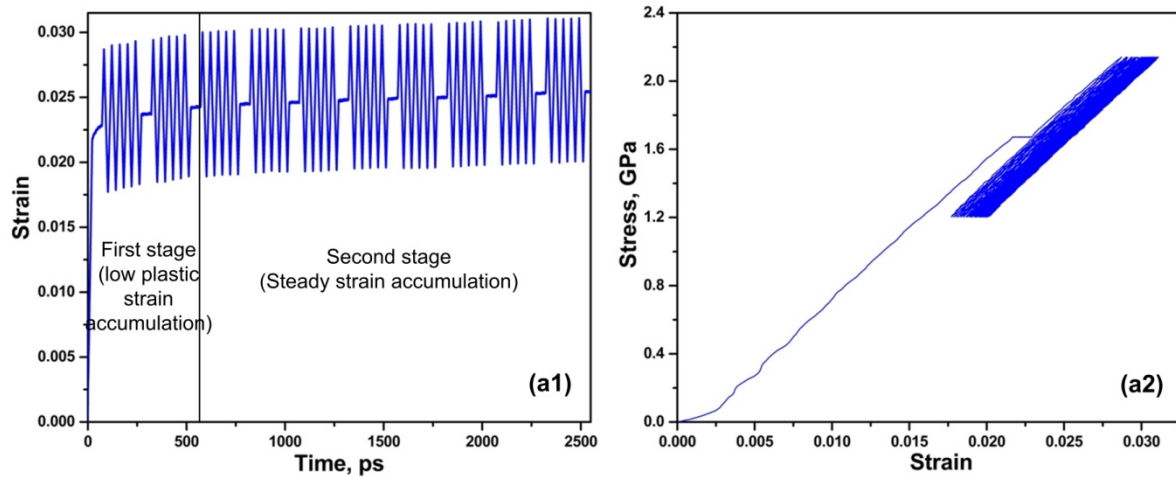 0.030
0.025
0.020
0.015
0.010
0.005
0.000
Strain
First stage
(low plastic
strain
accumulation)
Second stage
(Steady strain accumulation)
(a1)
0 500 1000 1500 2000 2500
Time, ps
2.4
2.0
1.6
1.2
0.8
0.4
0.0
Stress, GPa
(a2)
0.000 0.005 0.010 0.015 0.020 0.025 0.030
Strain